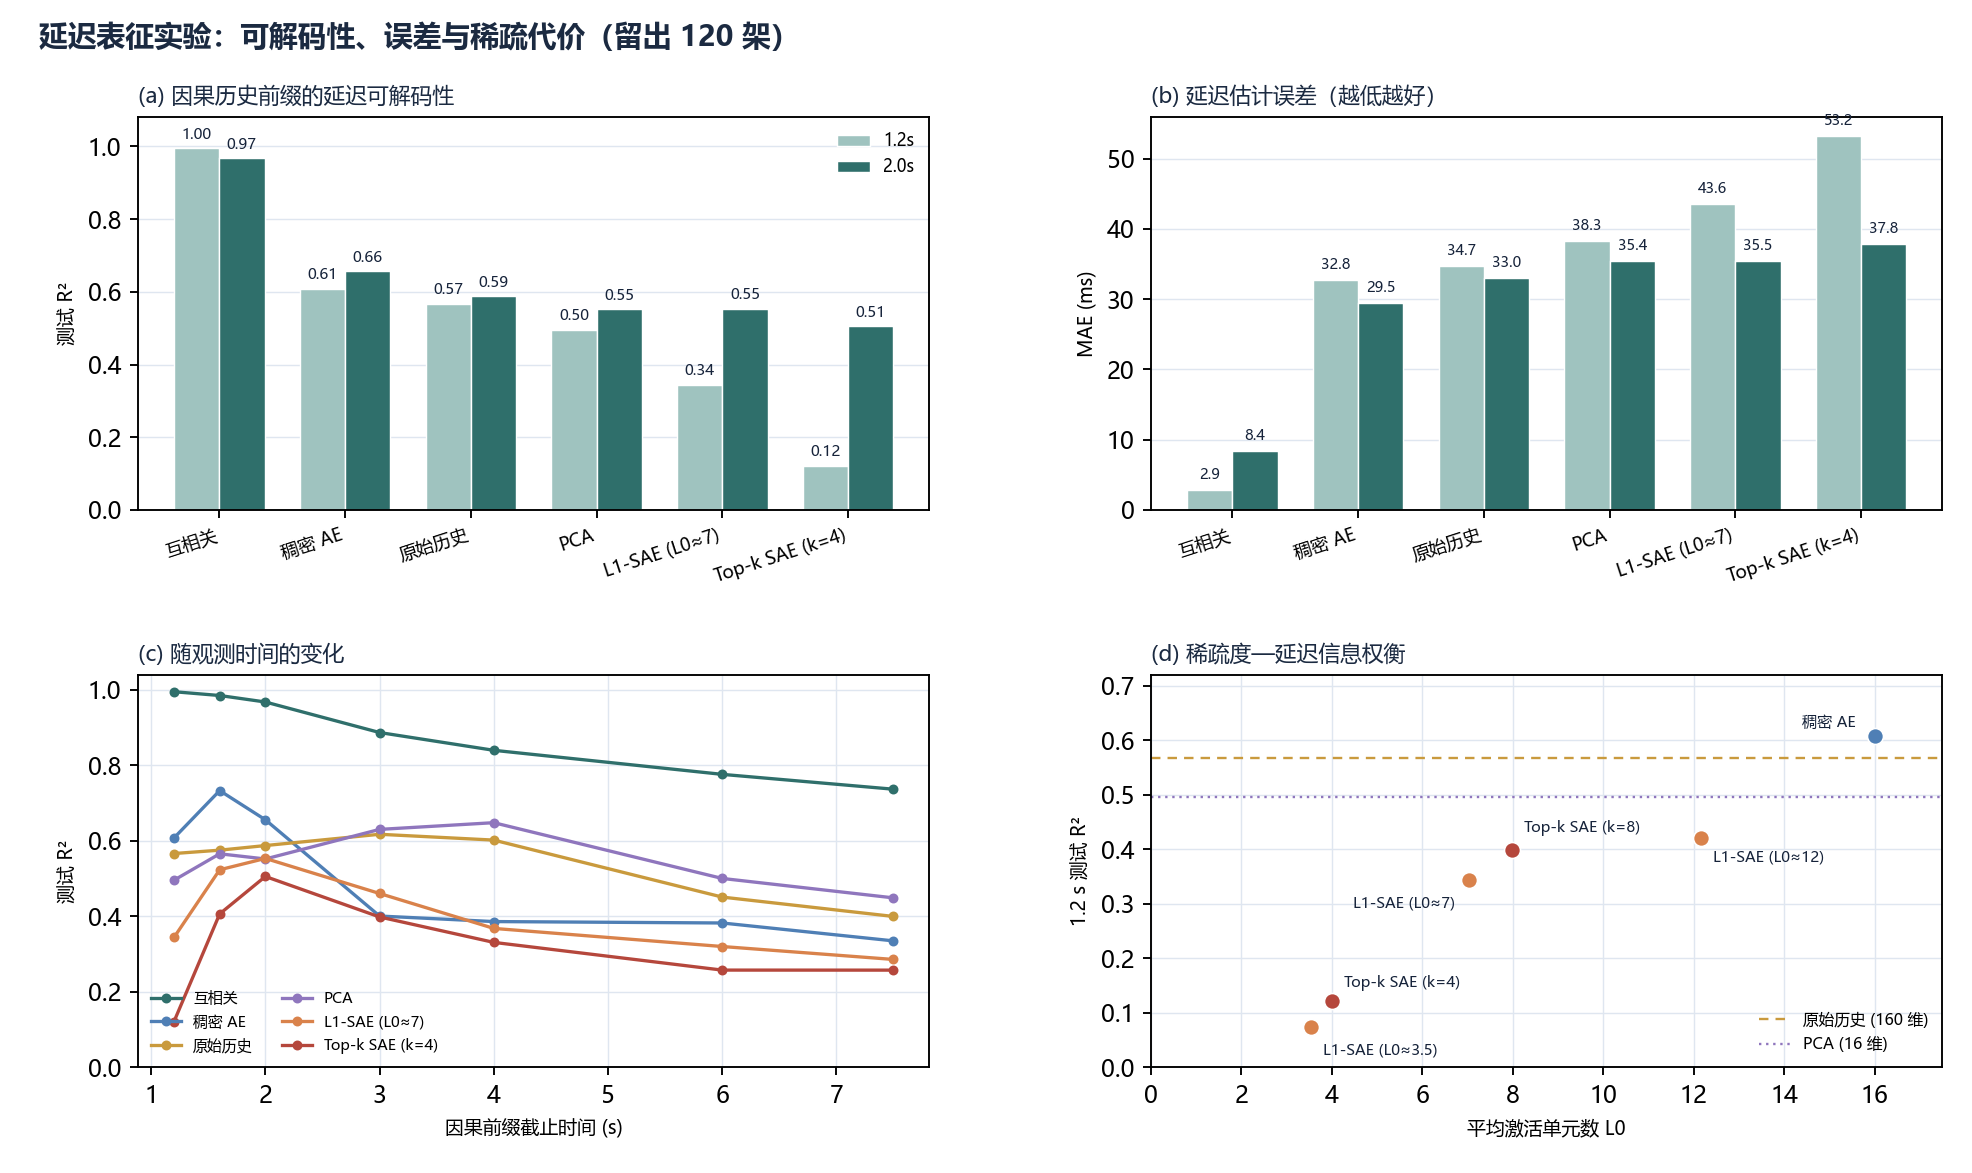 延迟表征实验：可解码性、误差与稀疏代价（留出 120 架）
(a) 因果历史前缀的延迟可解码性
测试 R²
0.0
0.2
0.4
0.6
0.8
1.0
1.00
0.97
0.61
0.66
0.57
0.59
0.50
0.55
0.34
0.55
0.12
0.51
1.2s
2.0s
互相关
稠密 AE
原始历史
PCA
L1-SAE (L0≈7)
Top-k SAE (k=4)
(b) 延迟估计误差（越低越好）
MAE (ms)
0
10
20
30
40
50
2.9
8.4
32.8
29.5
34.7
33.0
38.3
35.4
43.6
35.5
53.2
37.8
互相关
稠密 AE
原始历史
PCA
L1-SAE (L0≈7)
Top-k SAE (k=4)
(c) 随观测时间的变化
测试 R²
0.0
0.2
0.4
0.6
0.8
1.0
互相关
稠密 AE
原始历史
PCA
L1-SAE (L0≈7)
Top-k SAE (k=4)
1
2
3
4
5
6
7
因果前缀截止时间 (s)
(d) 稀疏度—延迟信息权衡
1.2 s 测试 R²
0.0
0.1
0.2
0.3
0.4
0.5
0.6
0.7
稠密 AE
Top-k SAE (k=8)
L1-SAE (L0≈12)
L1-SAE (L0≈7)
Top-k SAE (k=4)
L1-SAE (L0≈3.5)
原始历史 (160 维)
PCA (16 维)
0
2
4
6
8
10
12
14
16
平均激活单元数 L0